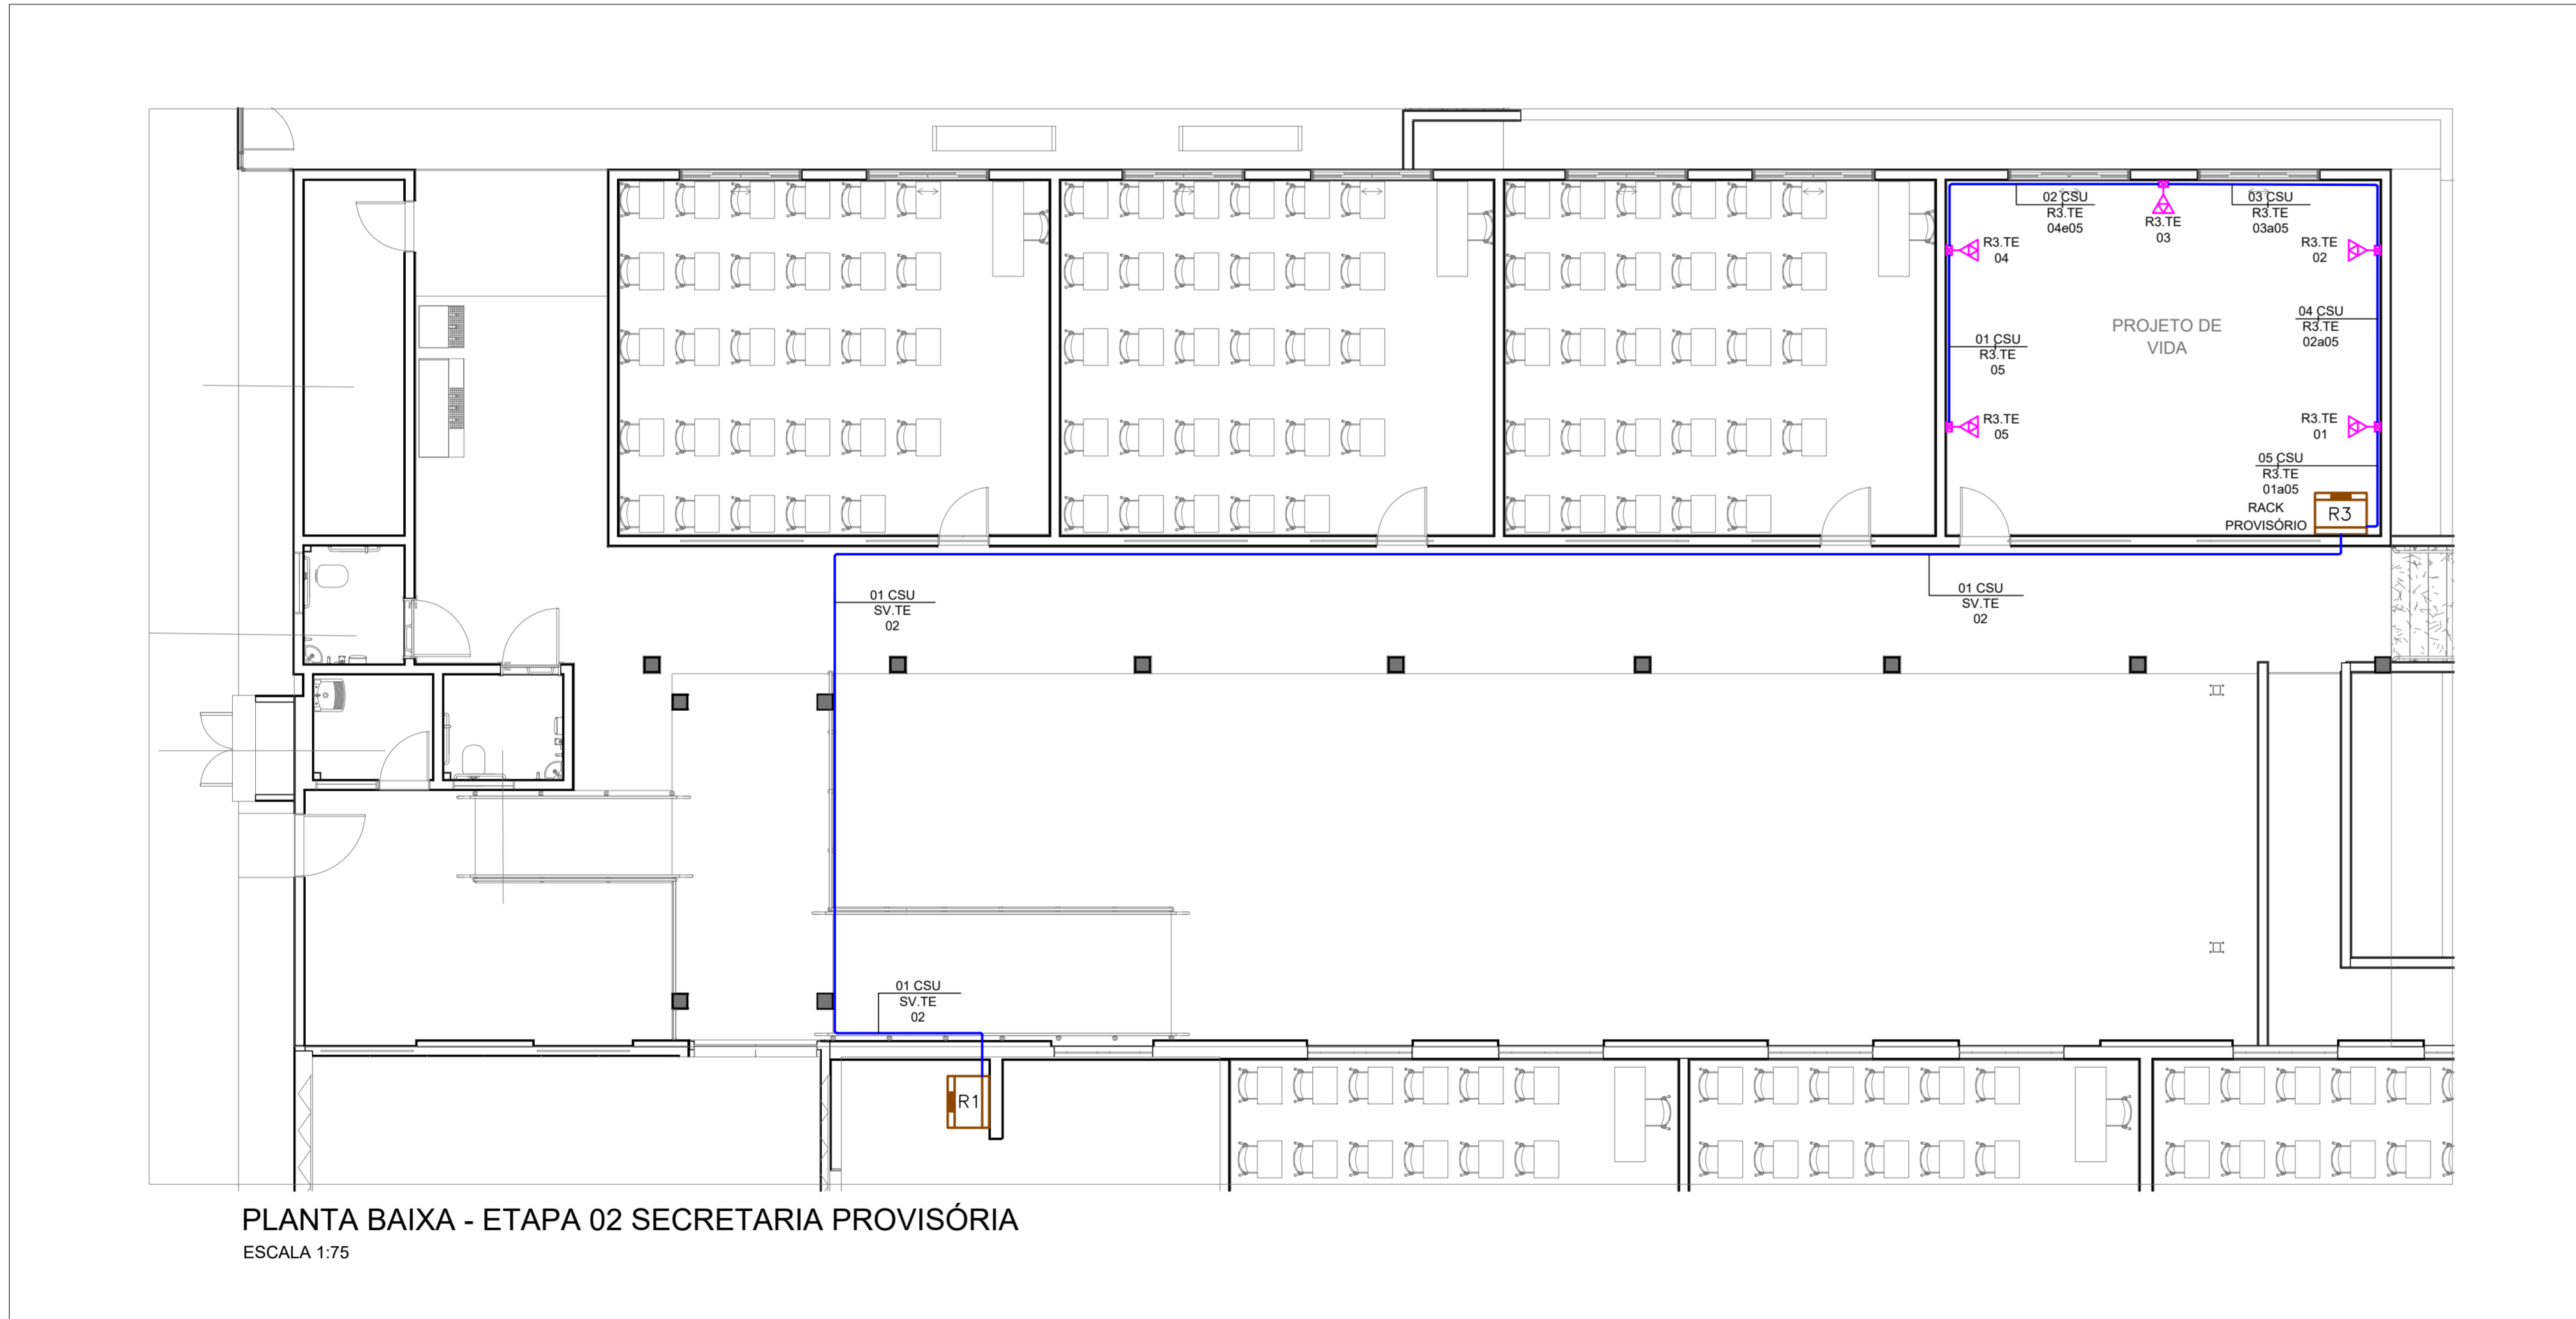 02 CSU
R3.TE
04e05
R3.TE
03
03 CSU
R3.TE
03a05
R3.TE
04
R3.TE
02
PROJETO DE
VIDA
04 CSU
R3.TE
02a05
01 CSU
R3.TE
05
R3.TE
05
R3.TE
01
05 CSU
R3.TE
01a05
RACK
PROVISÓRIO
R3
01 CSU
SV.TE
02
01 CSU
SV.TE
02
01 CSU
SV.TE
02
R1
PLANTA BAIXA - ETAPA 02 SECRETARIA PROVISÓRIA
ESCALA 1:75